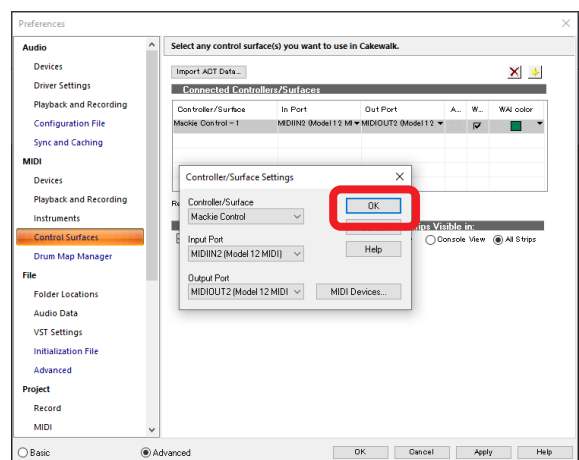 Preferences
Audio
Devices
Driver Settings
Playback and Recording
Configuration File
Sync and Caching
MIDI
Devices
Playback and Recording
Instruments
Control Surfaces
Drum Map Manager
File
Folder Locations
Audio Data
VST Settings
Initialization File
Advanced
Project
Record
MIDI
Basic
Advanced
Select any control surface(s) you want to use in Cakewalk.
Import ACT Data...
Connected Controllers/Surfaces
Controller/Surface In Port Out Port A... W... WAI color
Mackie Control - 1 MIDIIN2 (Model 12 MI MIDIOUT2 (Model 12
Controller/Surface Settings
Controller/Surface
Mackie Control
Input Port
MIDIIN2 (Model 12 MIDI)
Output Port
MIDIOUT2 (Model 12 MIDI
OK
Help
MIDI Devices...
ips Visible in:
Console View All Strips
OK Cancel Apply Help